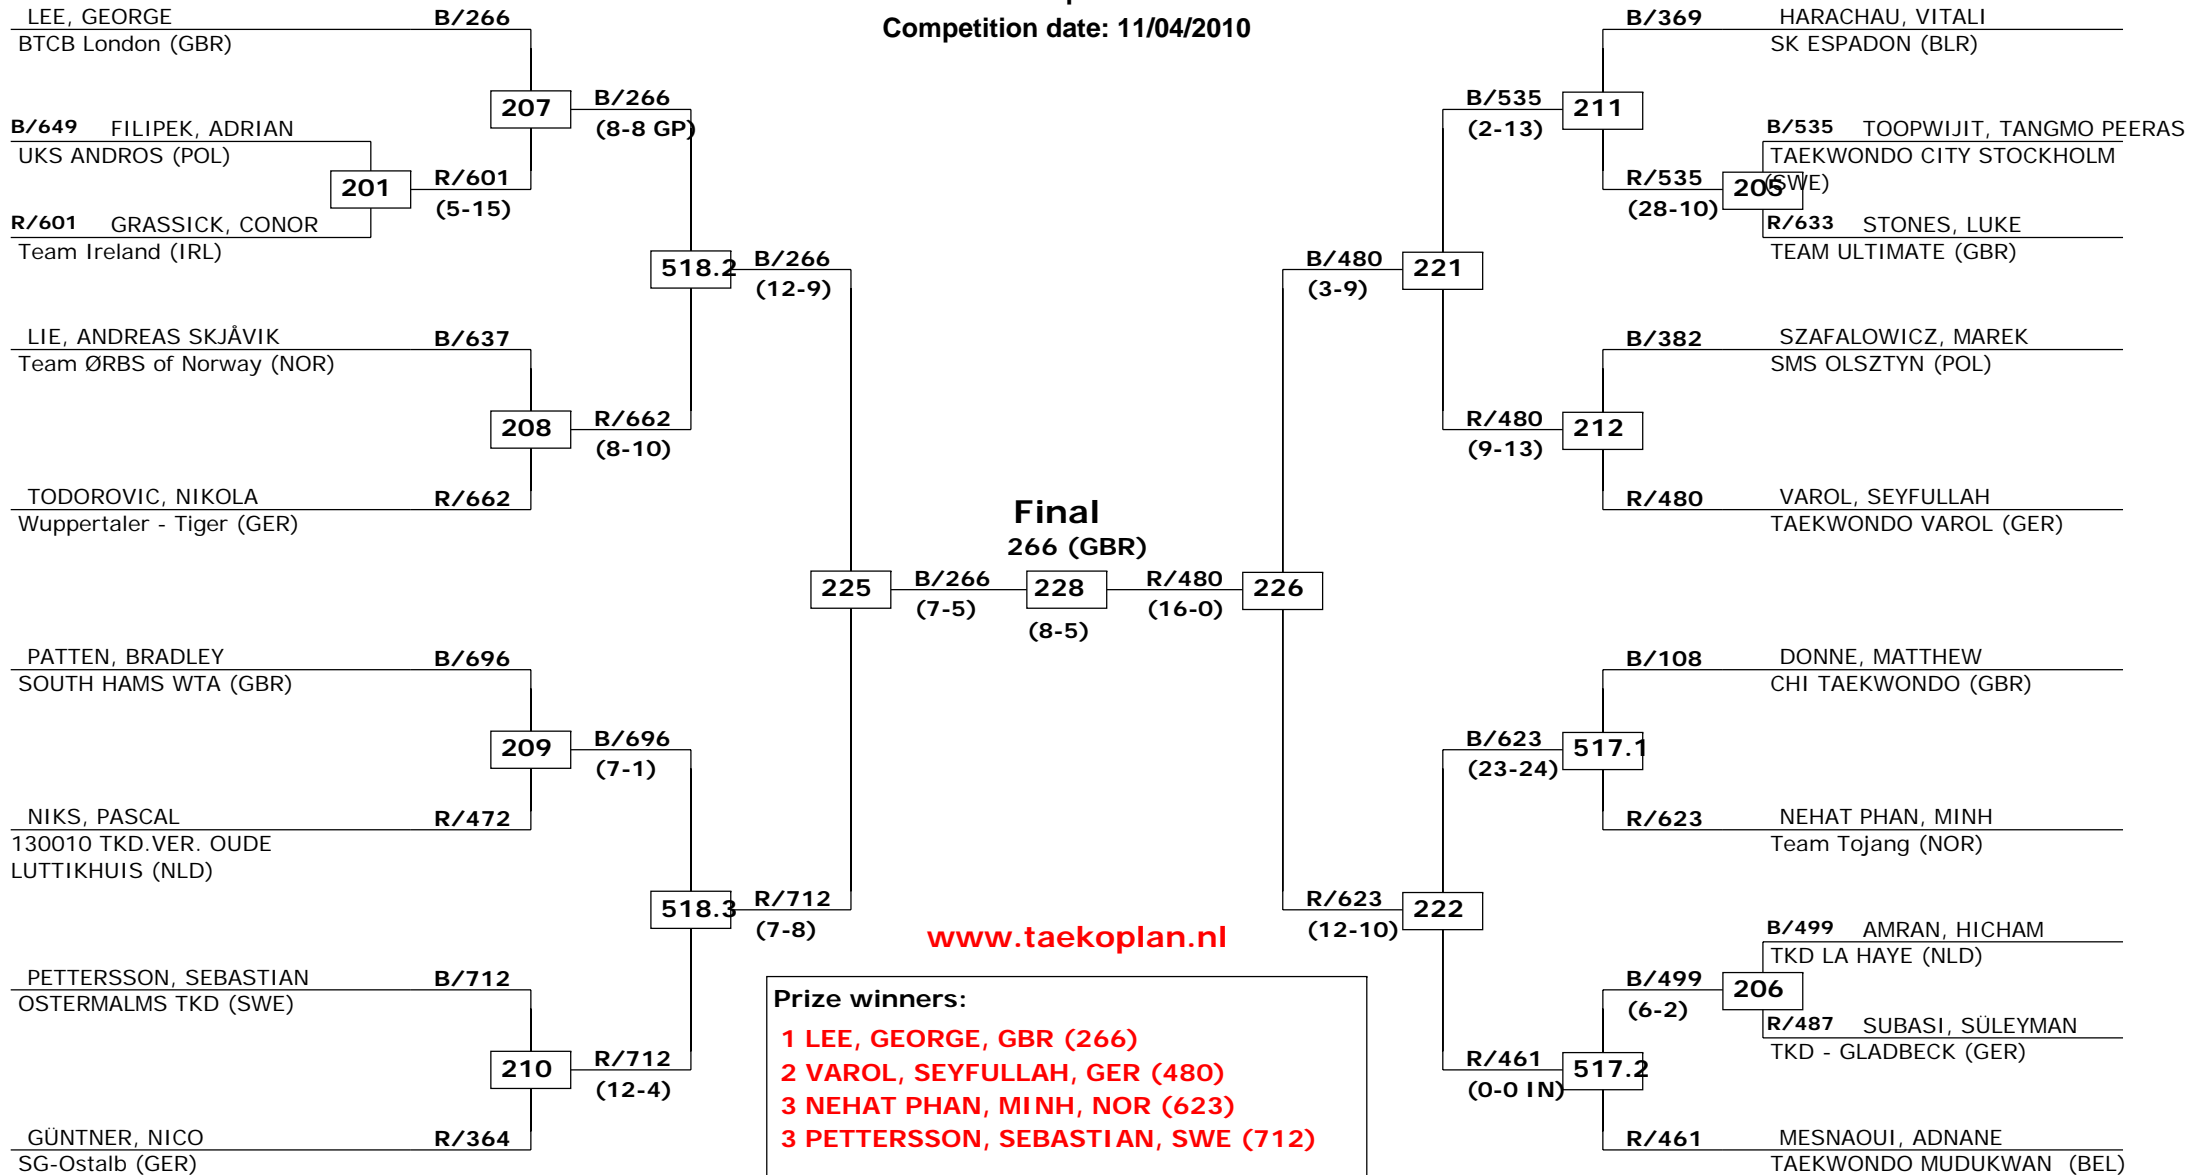 Competition date: 11/04/2010
LEE, GEORGE B/266
BTCB London (GBR)
207
B/266
(8-8 GP)
B/649 FILIPEK, ADRIAN
UKS ANDROS (POL)
201
R/601
(5-15)
R/601 GRASSICK, CONOR
Team Ireland (IRL)
518.2
B/266
(12-9)
LIE, ANDREAS SKJÅVIK B/637
Team ØRBS of Norway (NOR)
208
R/662
(8-10)
TODOROVIC, NIKOLA R/662
Wuppertaler - Tiger (GER)
225
B/266
(7-5)
PATTEN, BRADLEY B/696
SOUTH HAMS WTA (GBR)
209
B/696
(7-1)
NIKS, PASCAL R/472
130010 TKD.VER. OUDE
LUTTIKHUIS (NLD)
518.3
R/712
(7-8)
PETTERSSON, SEBASTIAN B/712
OSTERMALMS TKD (SWE)
210
R/712
(12-4)
GÜNTNER, NICO R/364
SG-Ostalb (GER)
Final
266 (GBR)
228
(8-5)
R/480
(16-0)
226
B/369 HARACHAU, VITALI
SK ESPADON (BLR)
B/535
(2-13)
211
B/535 TOOPWIJIT, TANGMO PEERAS
TAEKWONDO CITY STOCKHOLM
(SWE)
R/535
(28-10)
205
R/633 STONES, LUKE
TEAM ULTIMATE (GBR)
B/480
(3-9)
221
B/382 SZAFALOWICZ, MAREK
SMS OLSZTYN (POL)
R/480
(9-13)
212
R/480 VAROL, SEYFULLAH
TAEKWONDO VAROL (GER)
B/108 DONNE, MATTHEW
CHI TAEKWONDO (GBR)
B/623
(23-24)
517.1
R/623 NEHAT PHAN, MINH
Team Tojang (NOR)
R/623
(12-10)
222
B/499 AMRAN, HICHAM
TKD LA HAYE (NLD)
B/499
(6-2)
206
R/487 SUBASI, SÜLEYMAN
TKD - GLADBECK (GER)
R/461
(0-0 IN)
517.2
R/461 MESNAOUI, ADNANE
TAEKWONDO MUDUKWAN (BEL)
www.taekoplan.nl
Prize winners:
1 LEE, GEORGE, GBR (266)
2 VAROL, SEYFULLAH, GER (480)
3 NEHAT PHAN, MINH, NOR (623)
3 PETTERSSON, SEBASTIAN, SWE (712)